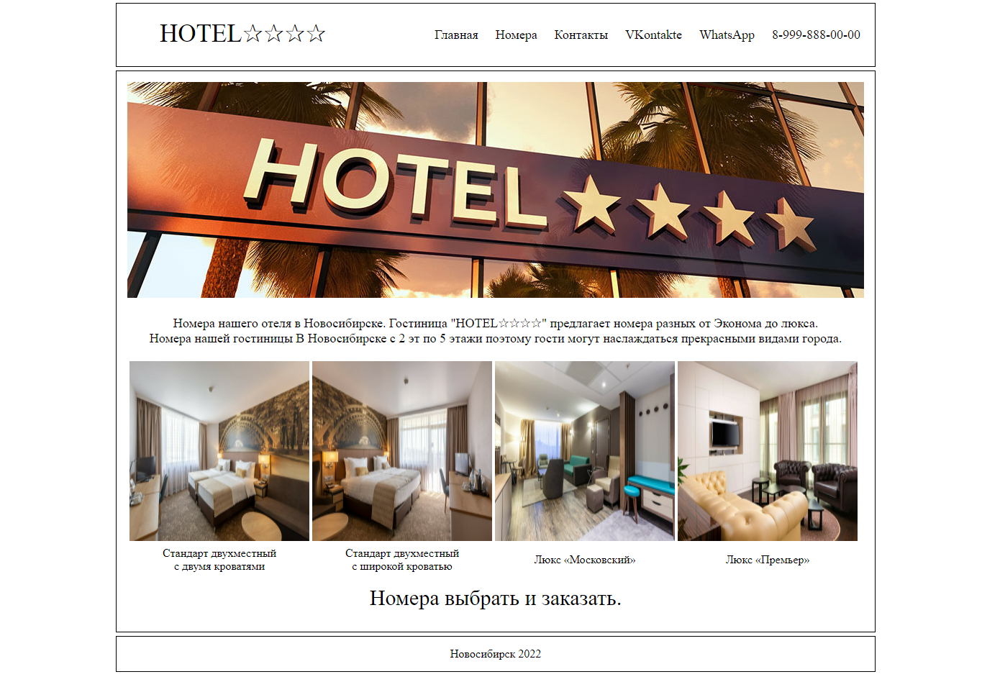 HOTEL☆☆☆☆
Главная Номера Контакты VKontakte WhatsApp 8-999-888-00-00
HOTEL★★★★
Номера нашего отеля в Новосибирске. Гостиница "HOTEL☆☆☆☆" предлагает номера разных от Эконома до люкса.
Номера нашей гостиницы В Новосибирске с 2 эт по 5 этажи поэтому гости могут наслаждаться прекрасными видами города.
Стандарт двухместный
с двумя кроватями
Стандарт двухместный
с широкой кроватью
Люкс «Московский»
Люкс «Премьер»
Номера выбрать и заказать.
Новосибирск 2022